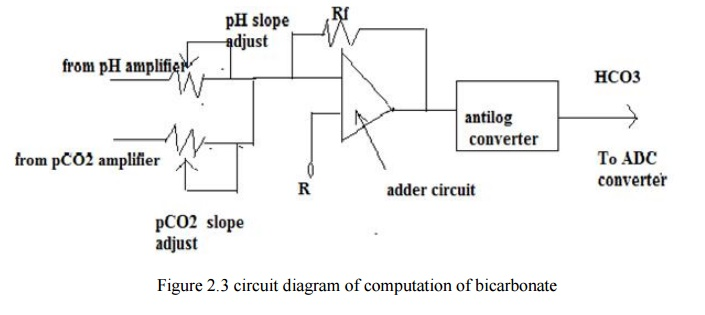 pH slope
adjust
Rf
from pH amplifier
HCO3
antilog
converter
from pCO2 amplifier
To ADC
converter
R
adder circuit
pCO2 slope
adjust
Figure 2.3 circuit diagram of computation of bicarbonate